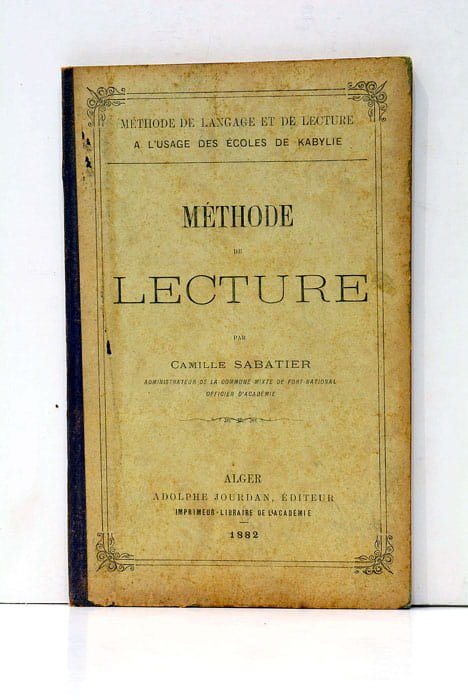 MÉTHODE DE LANGAGE ET DE LECTURE
A L'USAGE DES ÉCOLES DE KABYLIE
MÉTHODE
DE
LECTURE
PAR
CAMILLE SABATIER
ADMINISTRATEUR DE LA COMMUNE MIXTE DE FORT-NATIONAL
OFFICIER D'ACADÉMIE
ALGER
ADOLPHE JOURDAN, ÉDITEUR
IMPRIMEUR-LIBRAIRE DE L'ACADÉMIE
1882